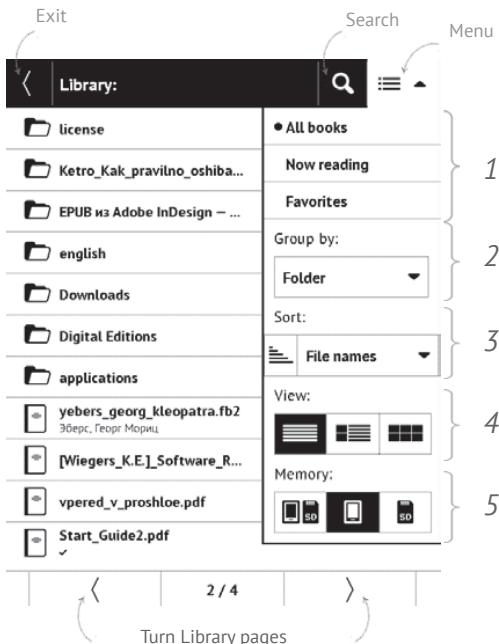 Exit
Search
Menu
Library:
license
Ketro_Kak_pravilno_oshiba...
EPUB из Adobe InDesign — ...
english
Downloads
Digital Editions
applications
yebers_georg_kleopatra.fb2
Эберс, Георг Мориц
[Wiegers_K.E.]_Software_R...
vpered_v_proshloe.pdf
Start_Guide2.pdf
All books
Now reading
Favorites
1
Group by:
Folder
2
Sort:
File names
3
View:
4
Memory:
SD
SD
5
2 / 4
Turn Library pages